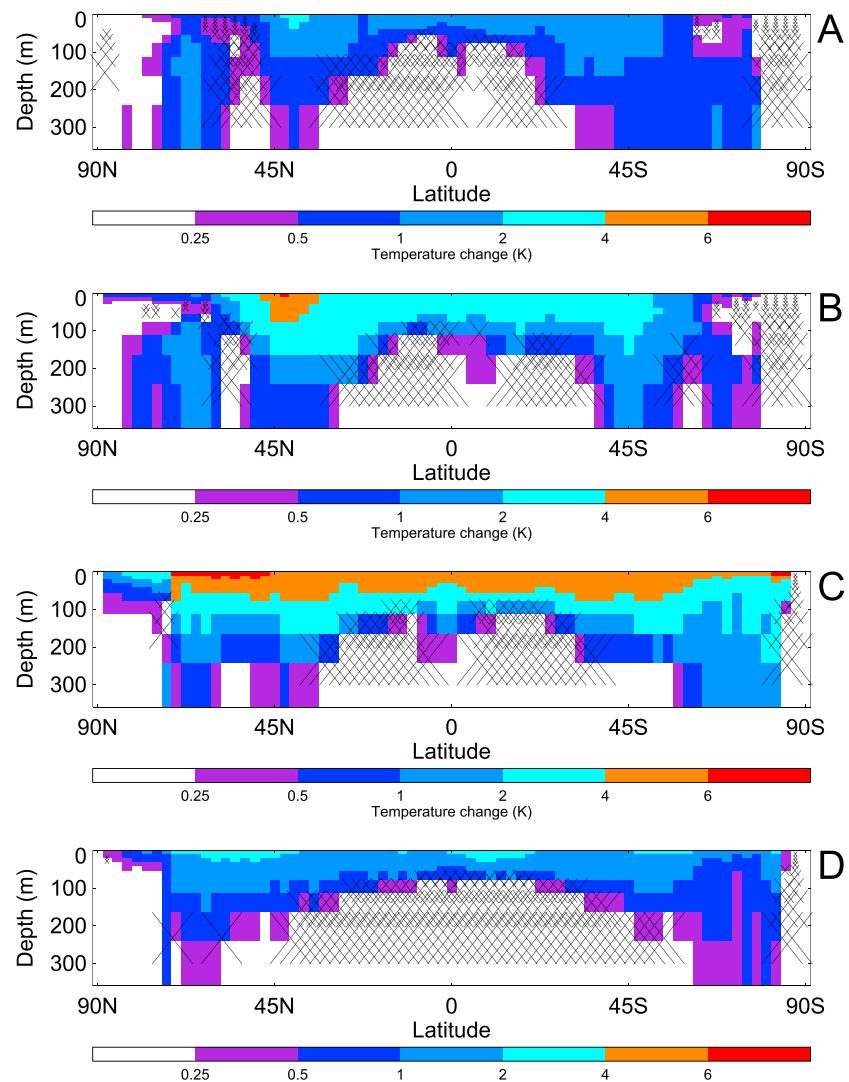 A
0
100
200
300
Depth (m)
90N 45N 0 45S 90S
Latitude
0.25 0.5 1 2 4 6
Temperature change (K)
B
0
100
200
300
Depth (m)
90N 45N 0 45S 90S
Latitude
0.25 0.5 1 2 4 6
Temperature change (K)
C
0
100
200
300
Depth (m)
90N 45N 0 45S 90S
Latitude
0.25 0.5 1 2 4 6
Temperature change (K)
D
0
100
200
300
Depth (m)
90N 45N 0 45S 90S
Latitude
0.25 0.5 1 2 4 6
Temperature change (K)